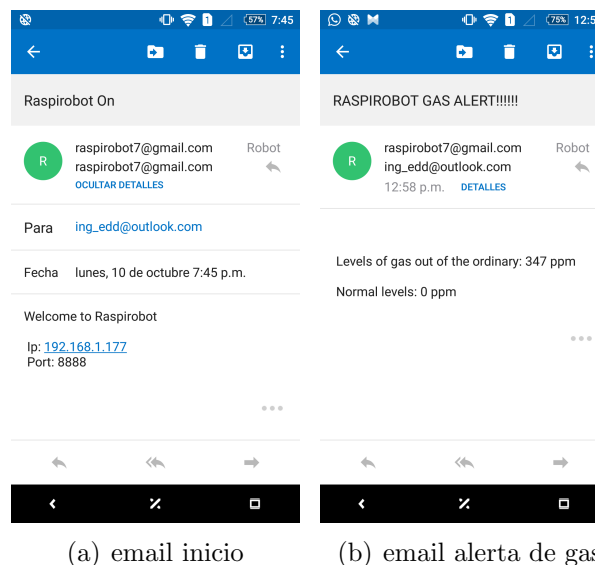 57% 7:45
Raspirobot On
R
raspirobot7@gmail.com
Robot
raspirobot7@gmail.com
OCULTAR DETALLES
Para ing_edd@outlook.com
Fecha lunes, 10 de octubre 7:45 p.m.
Welcome to Raspirobot
Ip: 192.168.1.177
Port: 8888
(a) email inicio
1 75% 12:5
RASPIROBOT GAS ALERT!!!!!!
R
raspirobot7@gmail.com
Robot
ing_edd@outlook.com
12:58 p.m. DETALLES
Levels of gas out of the ordinary: 347 ppm
Normal levels: 0 ppm
(b) email alerta de gas